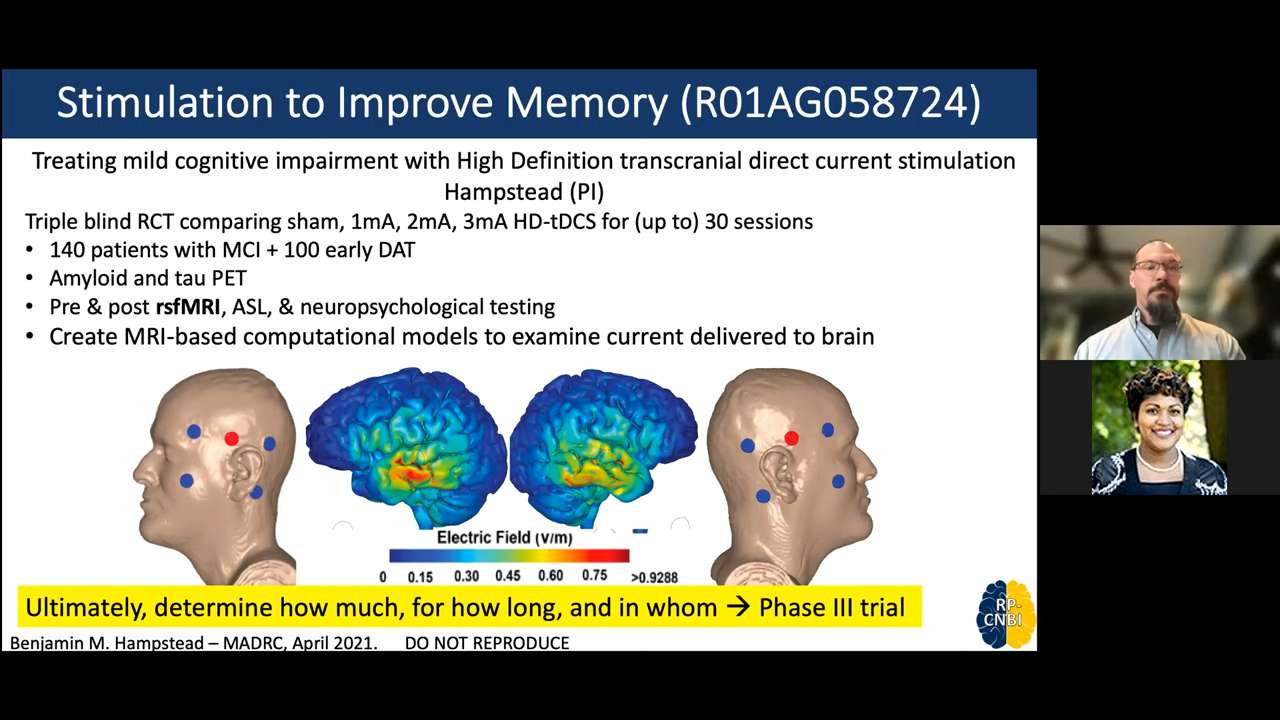 Stimulation to Improve Memory (R01AG058724)
Treating mild cognitive impairment with High Definition transcranial direct current stimulation
Hampstead (PI)
Triple blind RCT comparing sham, 1mA, 2mA, 3mA HD-tDCS for (up to) 30 sessions
• 140 patients with MCI + 100 early DAT
• Amyloid and tau PET
• Pre & post rsfMRI, ASL, & neuropsychological testing
• Create MRI-based computational models to examine current delivered to brain
Electric Field (v/m)
0 0.15 0.30 0.45 0.60 0.75 >0.9288
Ultimately, determine how much, for how long, and in whom → Phase III trial
RP-
CNBI
Benjamin M. Hampstead – MADRC, April 2021. DO NOT REPRODUCE